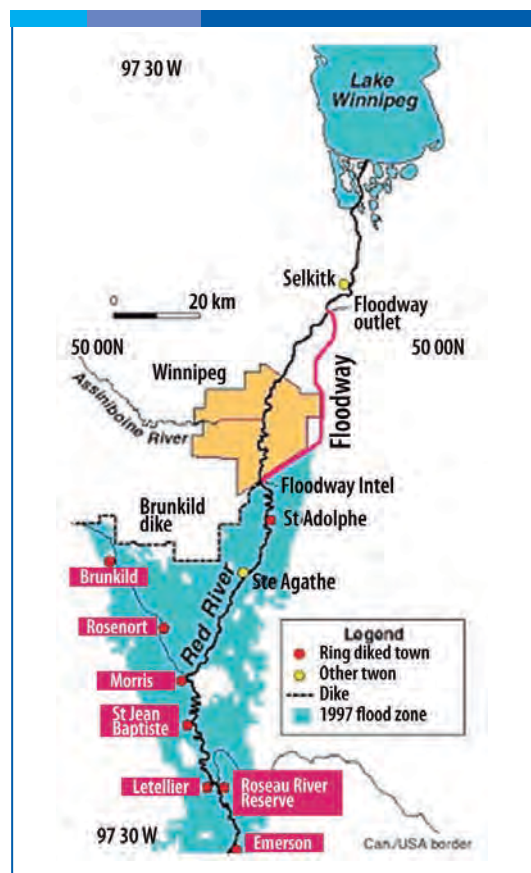 97 30 W
Lake
Winnipeg
Selkitk
0 20 km
Floodway
outlet
50 00N
50 00N
Winnipeg
Assiniboine River
Floodway
Floodway Intel
Brunkild
dike
St Adolphe
Brunkild
Red River
Ste Agathe
Rosenort
Legend
Ring diked town
Other twon
Dike
1997 flood zone
Morris
St Jean
Baptiste
Letellier
Roseau River
Reserve
97 30 W
Emerson
Can./USA border